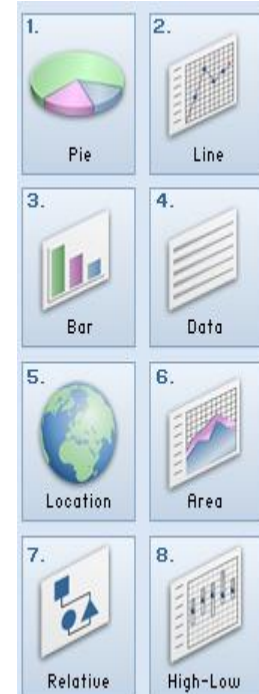 1.
2.
Pie
Line
3.
4.
Bar
Data
5.
6.
Location
Area
7.
8.
Relative
High-Low